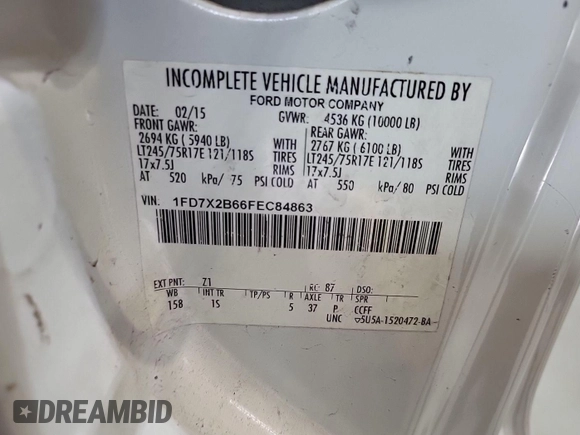 INCOMPLETE VEHICLE MANUFACTURED BY
FORD MOTOR COMPANY
DATE: 02/15 GVWR: 4536 KG (10000 LB)
FRONT GAWR: REAR GAWR:
2694 KG ( 5940 LB) WITH 2767 KG ( 6100 LB) WITH
LT245/75R17E 121/118S TIRES LT245/75R17E 121/118S TIRES
17x7.5J RIMS 17x7.5J RIMS
AT 520 kPa/ 75 PSI COLD AT 550 kPa/ 80 PSI COLD
VIN: 1FD7X2B66FEC84863
EXT PNT: Z1 RC: 87 DSO:
WB INT TR TP/PS R AXLE TR SPR
158 1S 5 37 P CCFF
UNC 5U5A-1520472-BA
DREAMBID